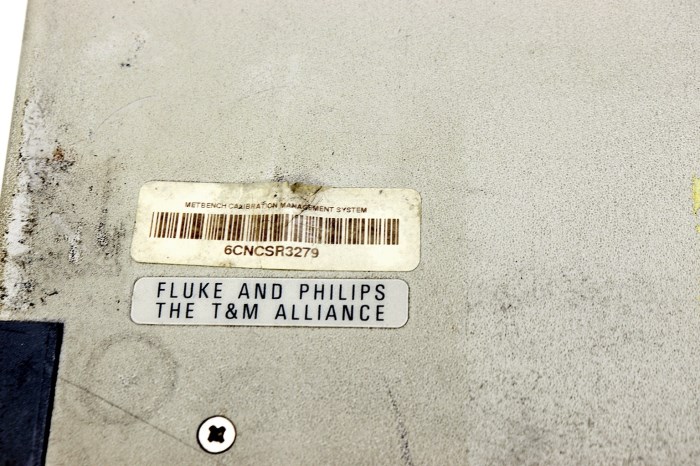 METBENCH CALIBRATION MANAGEMENT SYSTEM
6CNCSR3279
FLUKE AND PHILIPS
THE T&M ALLIANCE